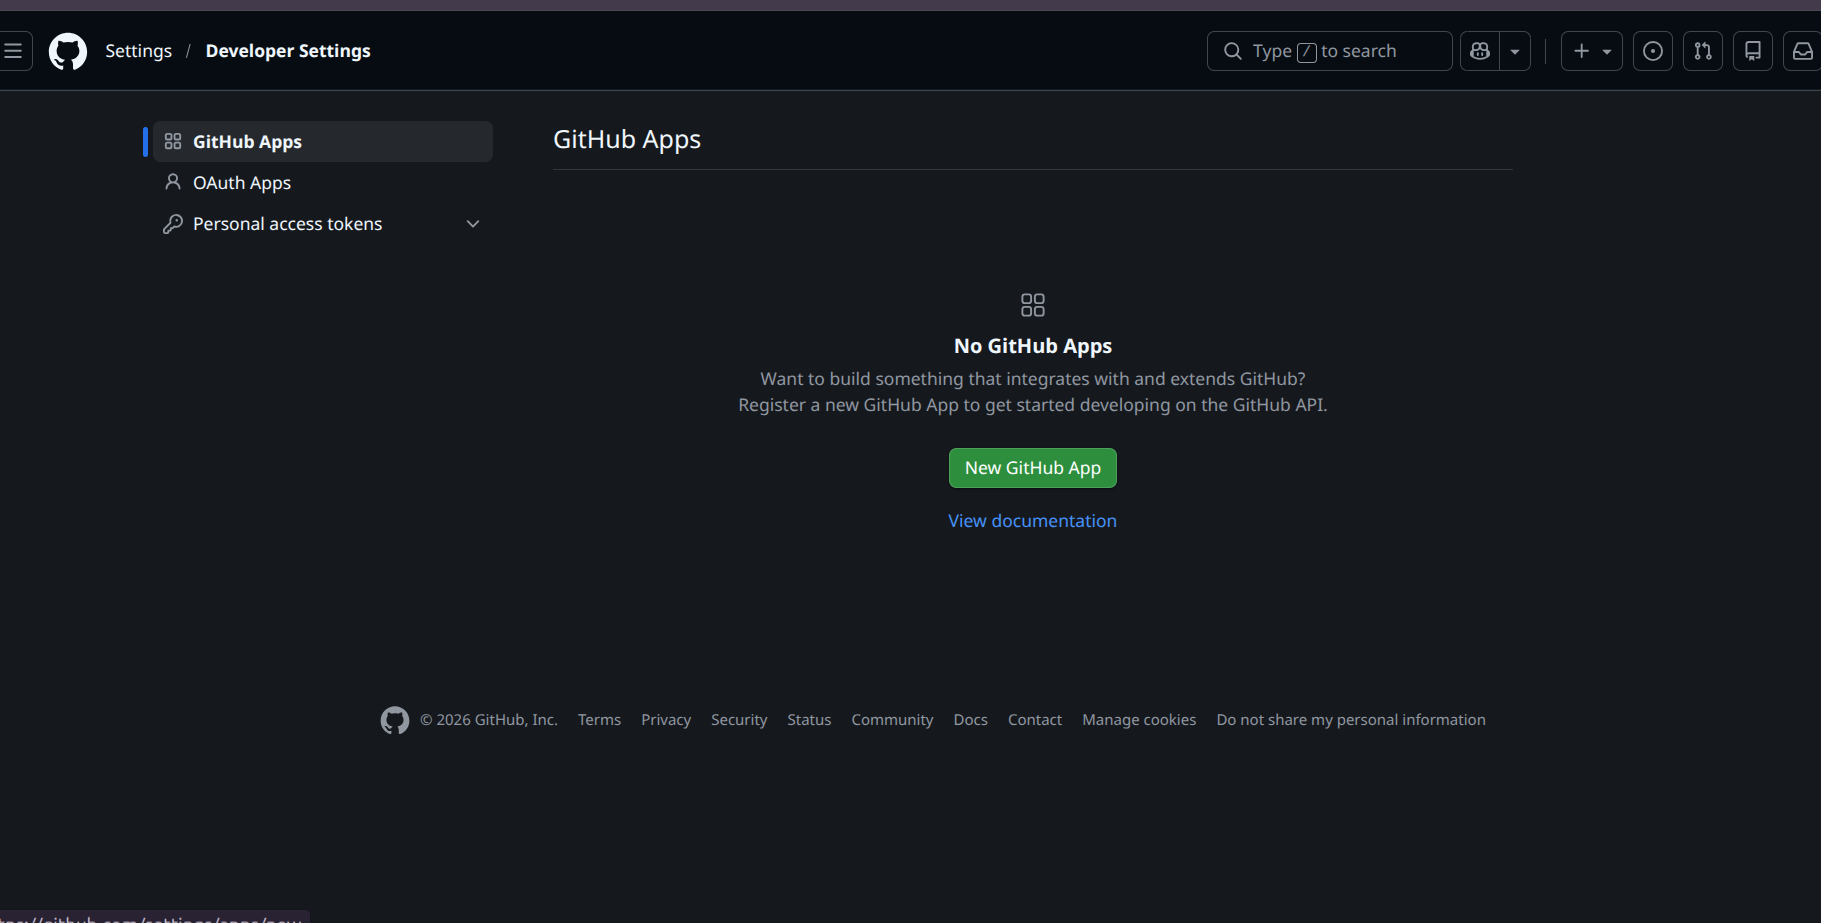 Settings / Developer Settings
Type / to search
GitHub Apps
OAuth Apps
Personal access tokens
GitHub Apps
No GitHub Apps
Want to build something that integrates with and extends GitHub?
Register a new GitHub App to get started developing on the GitHub API.
New GitHub App
View documentation
© 2026 GitHub, Inc. Terms Privacy Security Status Community Docs Contact Manage cookies Do not share my personal information